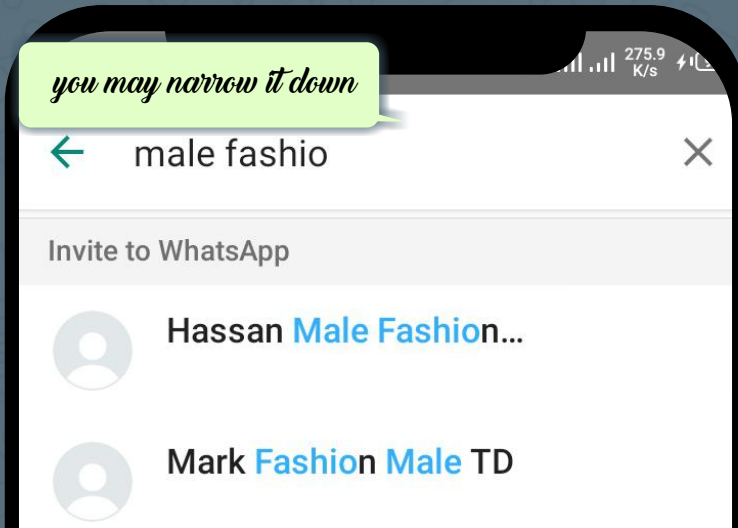 you may narrow it down
275.9
K/s
male fashio
Invite to WhatsApp
Hassan Male Fashion...
Mark Fashion Male TD